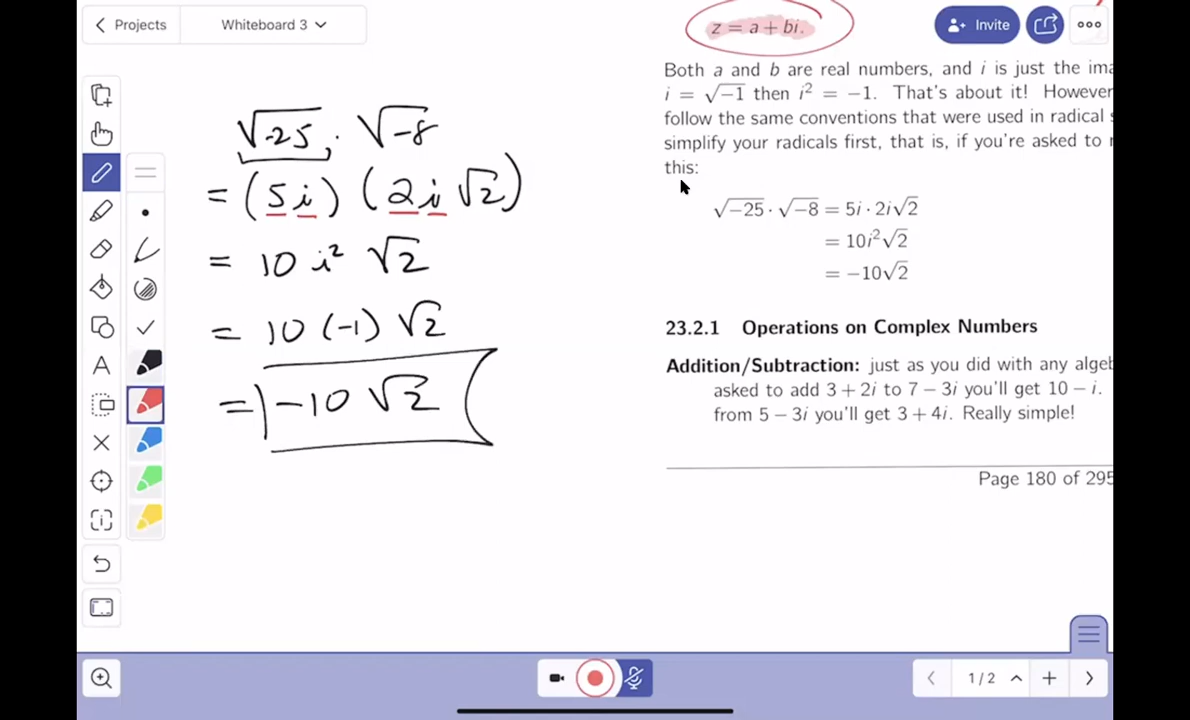 Projects
Whiteboard 3
Invite
√-25 · √-8
= (5i) (2i√2)
= 10 i² √2
= 10 (-1) √2
= -10 √2
z = a + bi.
Both a and b are real numbers, and i is just the ima
i = √−1 then i² = −1. That's about it! However
follow the same conventions that were used in radical
simplify your radicals first, that is, if you're asked to
this:
√−25 · √−8 = 5i · 2i√2
= 10i²√2
= −10√2
23.2.1 Operations on Complex Numbers
Addition/Subtraction: just as you did with any algeb
asked to add 3 + 2i to 7 − 3i you'll get 10 − i.
from 5 − 3i you'll get 3 + 4i. Really simple!
Page 180 of 295
1/2